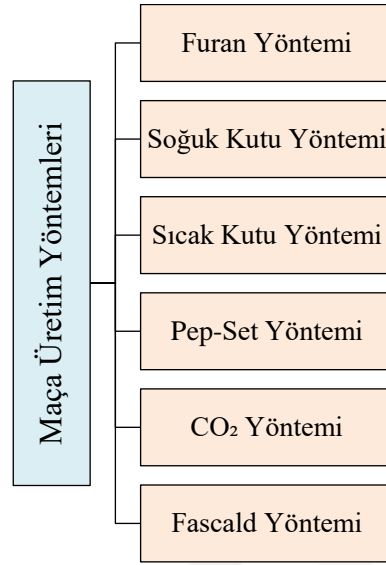 Maça Üretim Yöntemleri
Furan Yöntemi
Soğuk Kutu Yöntemi
Sıcak Kutu Yöntemi
Pep-Set Yöntemi
CO₂ Yöntemi
Fascald Yöntemi